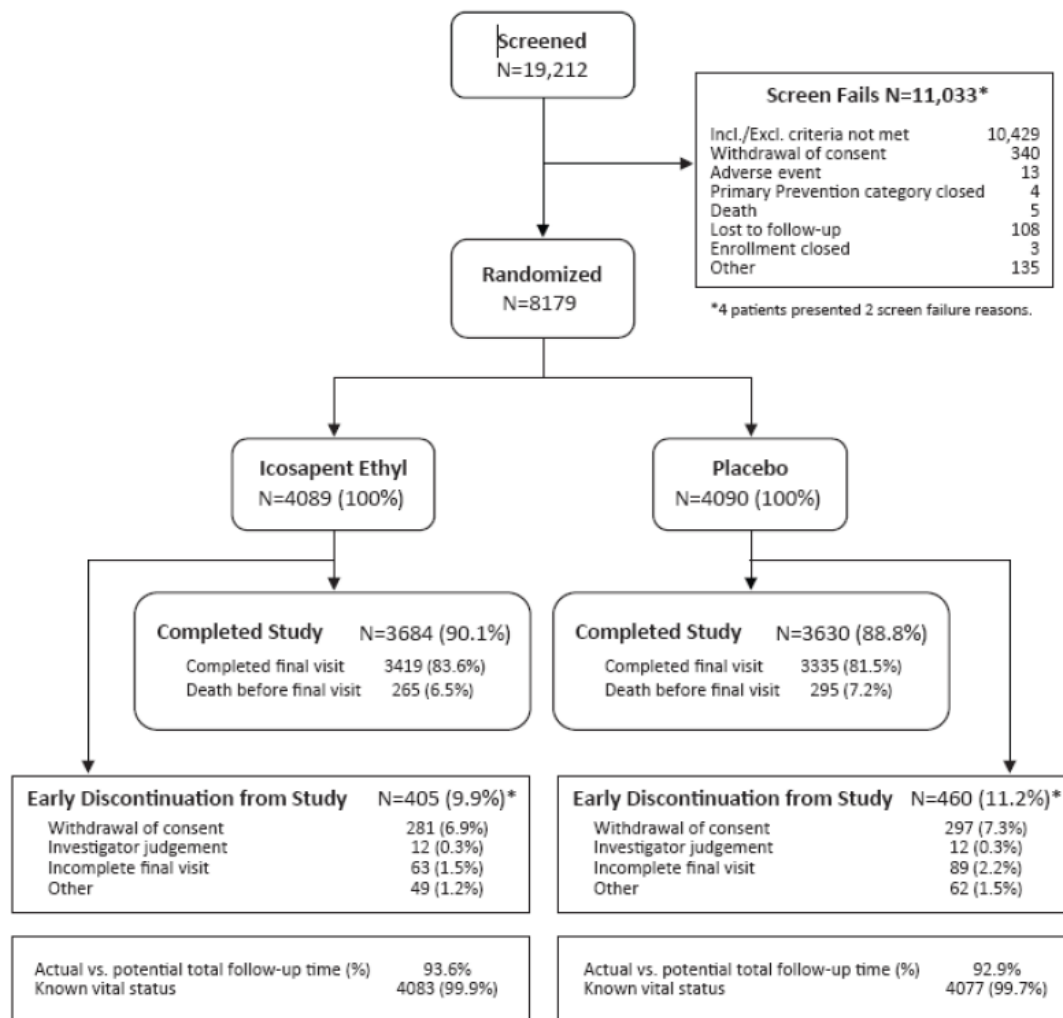 Screened
N=19,212
Screen Fails N=11,033*
Incl./Excl. criteria not met 10,429
Withdrawal of consent 340
Adverse event 13
Primary Prevention category closed 4
Death 5
Lost to follow-up 108
Enrollment closed 3
Other 135
*4 patients presented 2 screen failure reasons.
Randomized
N=8179
Icosapent Ethyl
N=4089 (100%)
Placebo
N=4090 (100%)
Completed Study N=3684 (90.1%)
Completed final visit 3419 (83.6%)
Death before final visit 265 (6.5%)
Completed Study N=3630 (88.8%)
Completed final visit 3335 (81.5%)
Death before final visit 295 (7.2%)
Early Discontinuation from Study N=405 (9.9%)*
Withdrawal of consent 281 (6.9%)
Investigator judgement 12 (0.3%)
Incomplete final visit 63 (1.5%)
Other 49 (1.2%)
Early Discontinuation from Study N=460 (11.2%)*
Withdrawal of consent 297 (7.3%)
Investigator judgement 12 (0.3%)
Incomplete final visit 89 (2.2%)
Other 62 (1.5%)
Actual vs. potential total follow-up time (%) 93.6%
Known vital status 4083 (99.9%)
Actual vs. potential total follow-up time (%) 92.9%
Known vital status 4077 (99.7%)